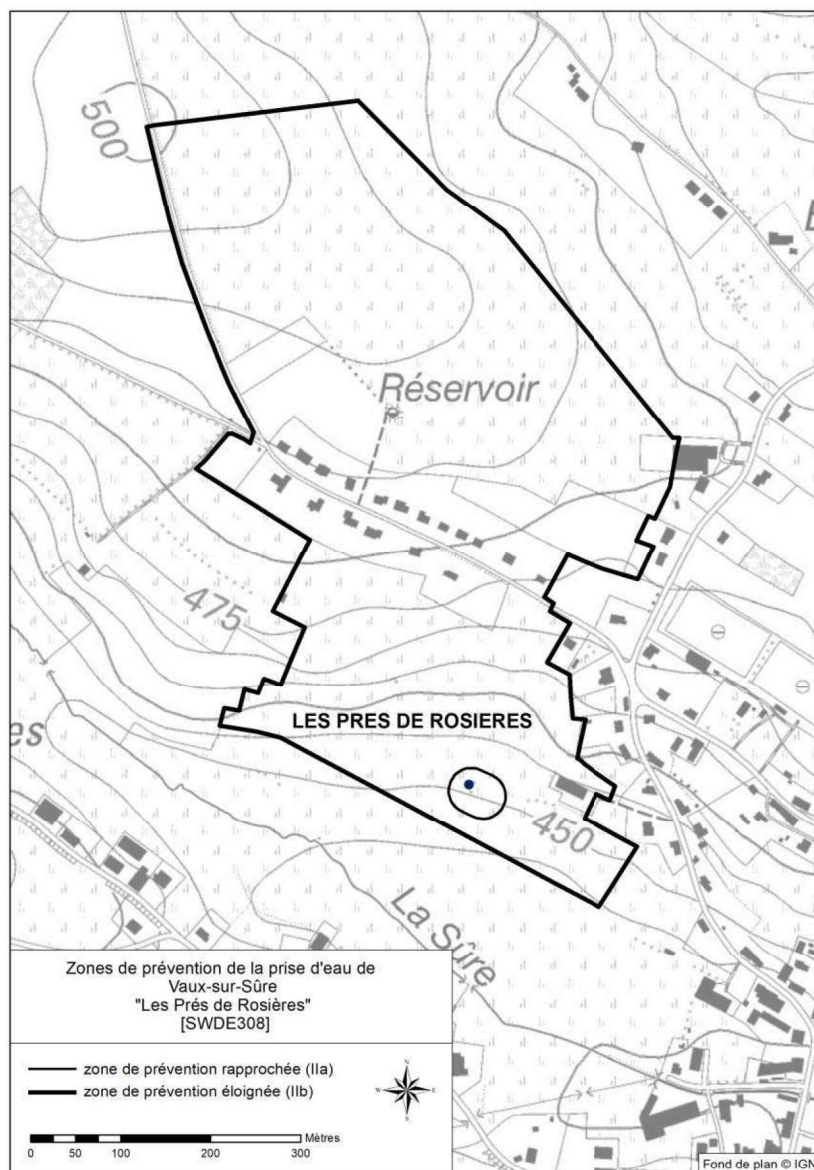 500
Réservoir
475
LES PRES DE ROSIERES
es
450
La Sûre
Zones de prévention de la prise d'eau de
Vaux-sur-Sûre
"Les Prés de Rosières"
[SWDE308]
zone de prévention rapprochée (IIa)
zone de prévention éloignée (IIb)
N
W E
S
Mètres
0 50 100 200 300
Fond de plan © IGN